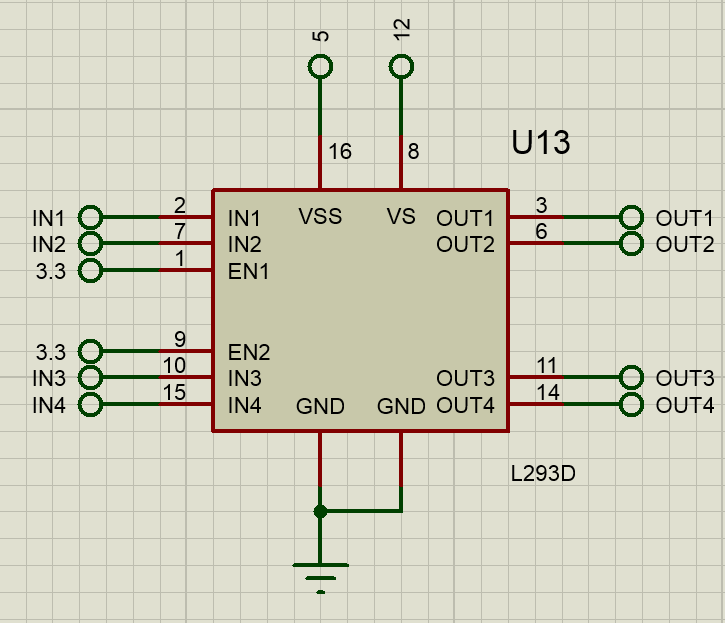 5
12
16
8
U13
IN1
2
IN1
VSS
VS
OUT1
3
OUT1
IN2
7
IN2
OUT2
6
OUT2
3.3
1
EN1
3.3
9
EN2
IN3
10
IN3
OUT3
11
OUT3
IN4
15
IN4
GND
GND
OUT4
14
OUT4
L293D